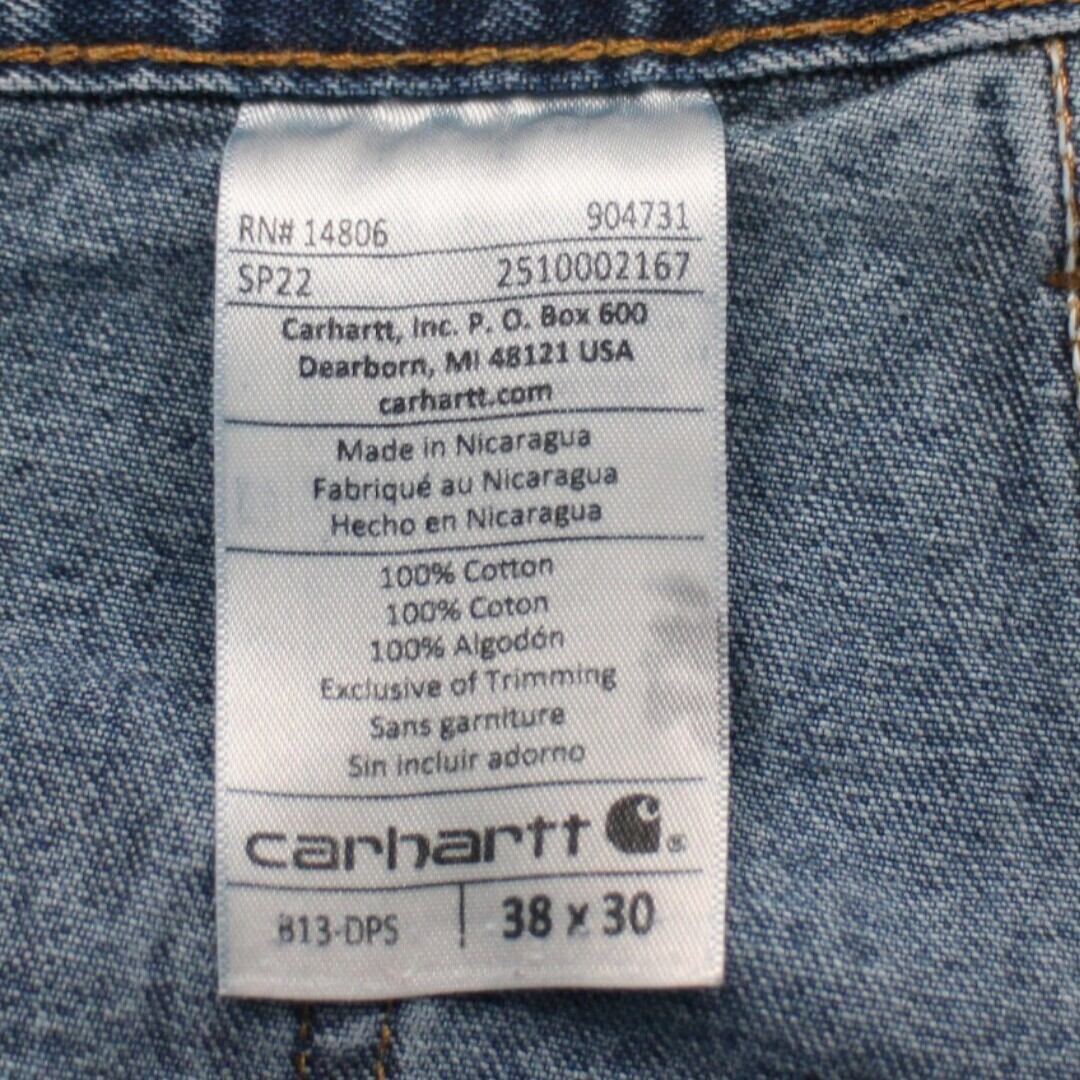 RN# 14806 904731
SP22 2510002167
Carhartt, Inc. P. O. Box 600
Dearborn, MI 48121 USA
carhartt.com
Made in Nicaragua
Fabriqué au Nicaragua
Hecho en Nicaragua
100% Cotton
100% Coton
100% Algodón
Exclusive of Trimming
Sans garniture
Sin incluir adorno
carhartt ®
B13-DPS | 38 x 30